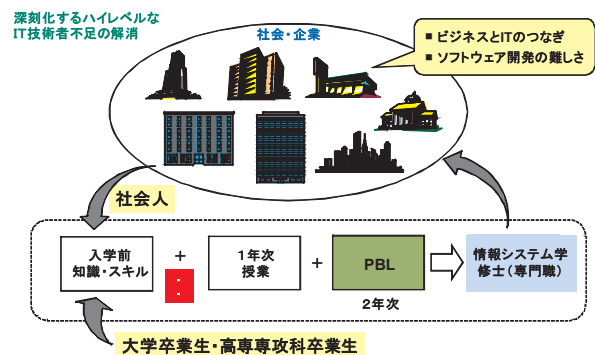 深刻化するハイレベルな
IT技術者不足の解消
社会・企業
■ ビジネスとITのつなぎ
■ ソフトウェア開発の難しさ
社会人
入学前
知識・スキル
+
1年次
授業
+
PBL
2年次
情報システム学
修士(専門職)
大学卒業生・高専専攻科卒業生